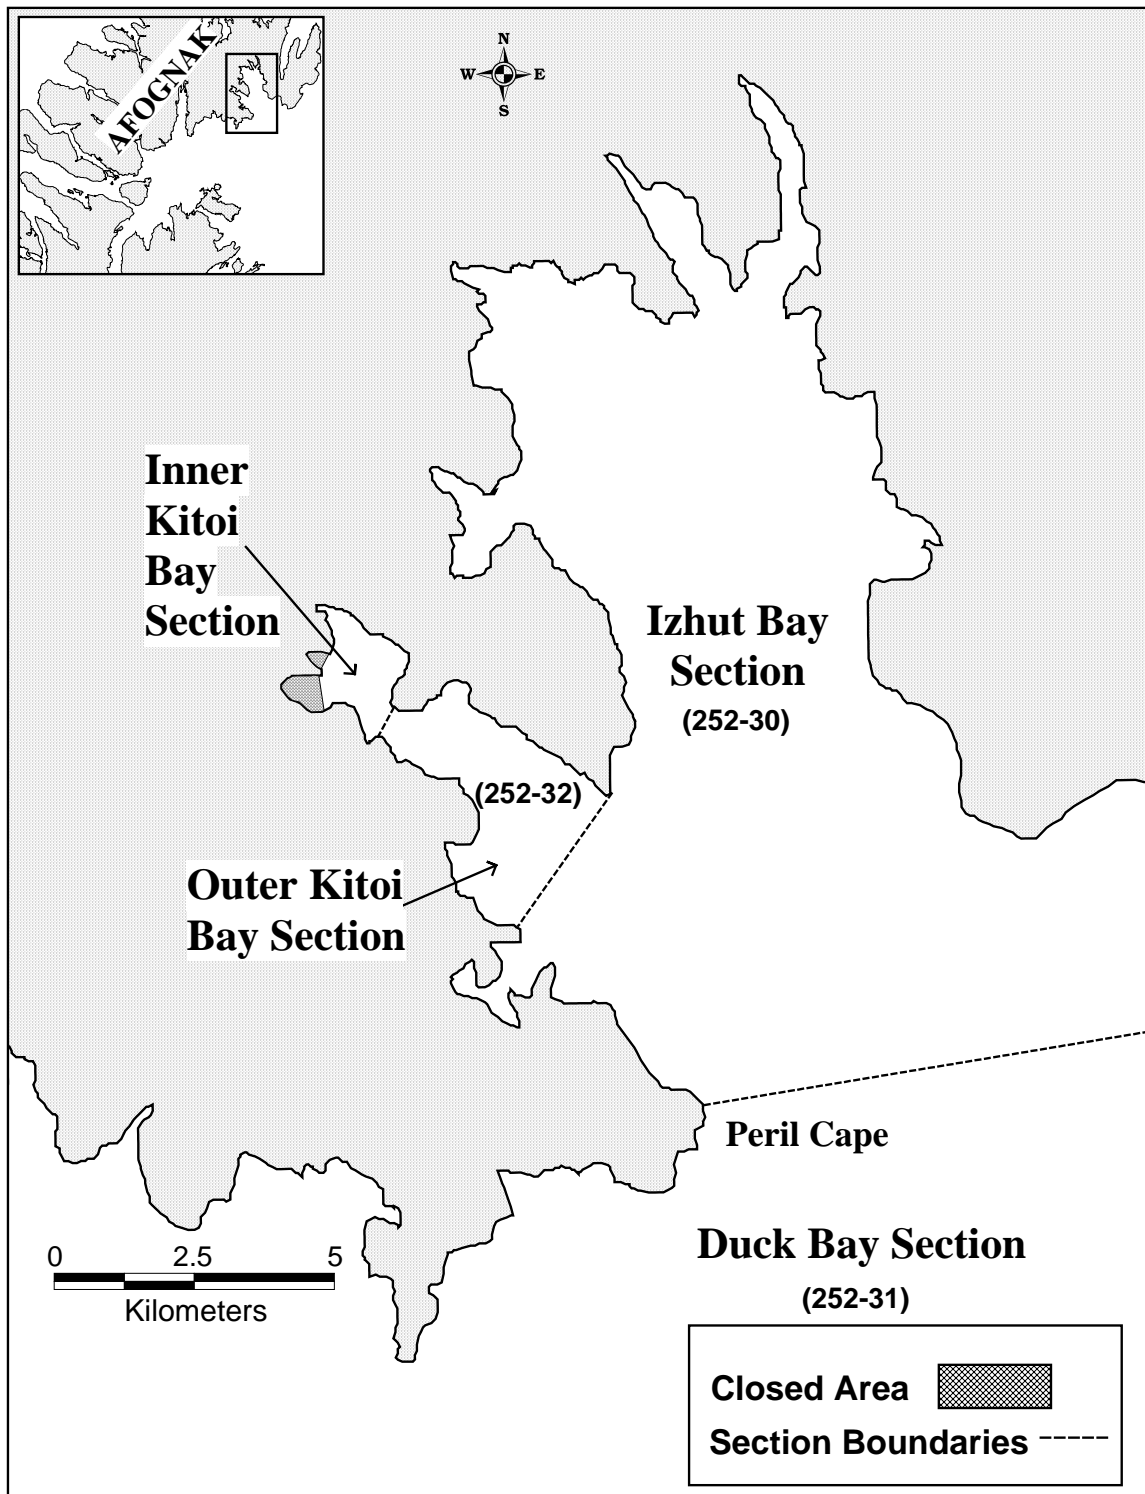 AFOGNAK
N
W E
S
Inner
Kitoi
Bay
Section
Izhut Bay
Section
(252-30)
(252-32)
Outer Kitoi
Bay Section
Peril Cape
Duck Bay Section
(252-31)
0 2.5 5
Kilometers
Closed Area
Section Boundaries